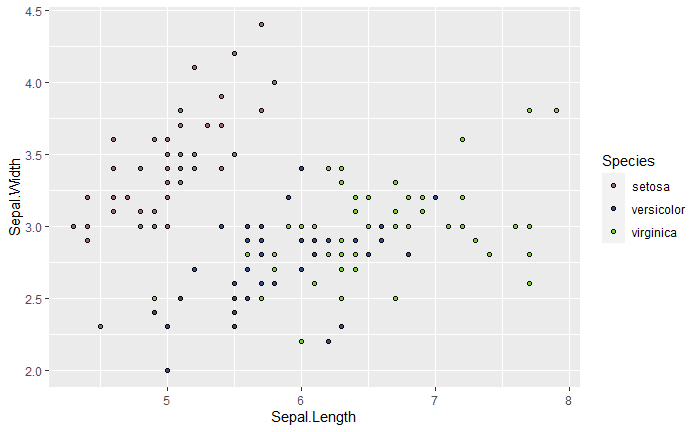 4.5
4.0
3.5
3.0
2.5
2.0
Sepal.Width
5 6 7 8
Sepal.Length
Species
setosa
versicolor
virginica